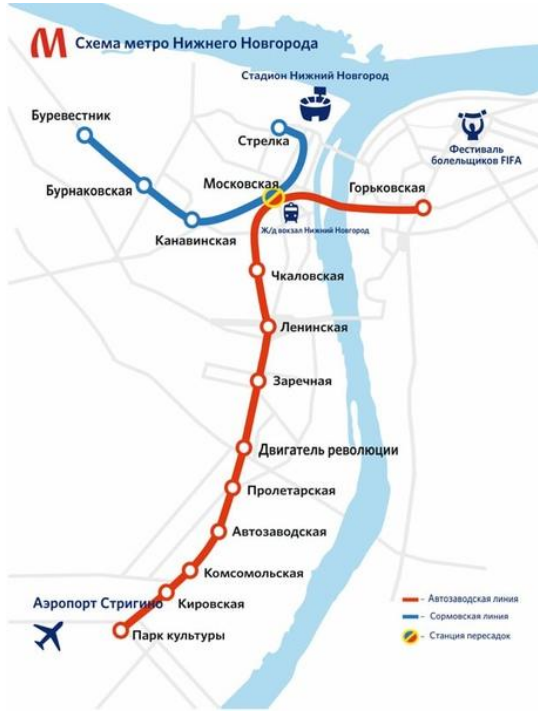 М Схема метро Нижнего Новгорода
Стадион Нижний Новгород
Буревестник
Стрелка
Фестиваль
болельщиков FIFA
Бурнаковская
Московская
Горьковская
Канавинская
Ж/д вокзал Нижний Новгород
Чкаловская
Ленинская
Заречная
Двигатель революции
Пролетарская
Автозаводская
Комсомольская
Аэропорт Стригино
Кировская
Парк культуры
– Автозаводская линия
– Сормовская линия
– Станция пересадок